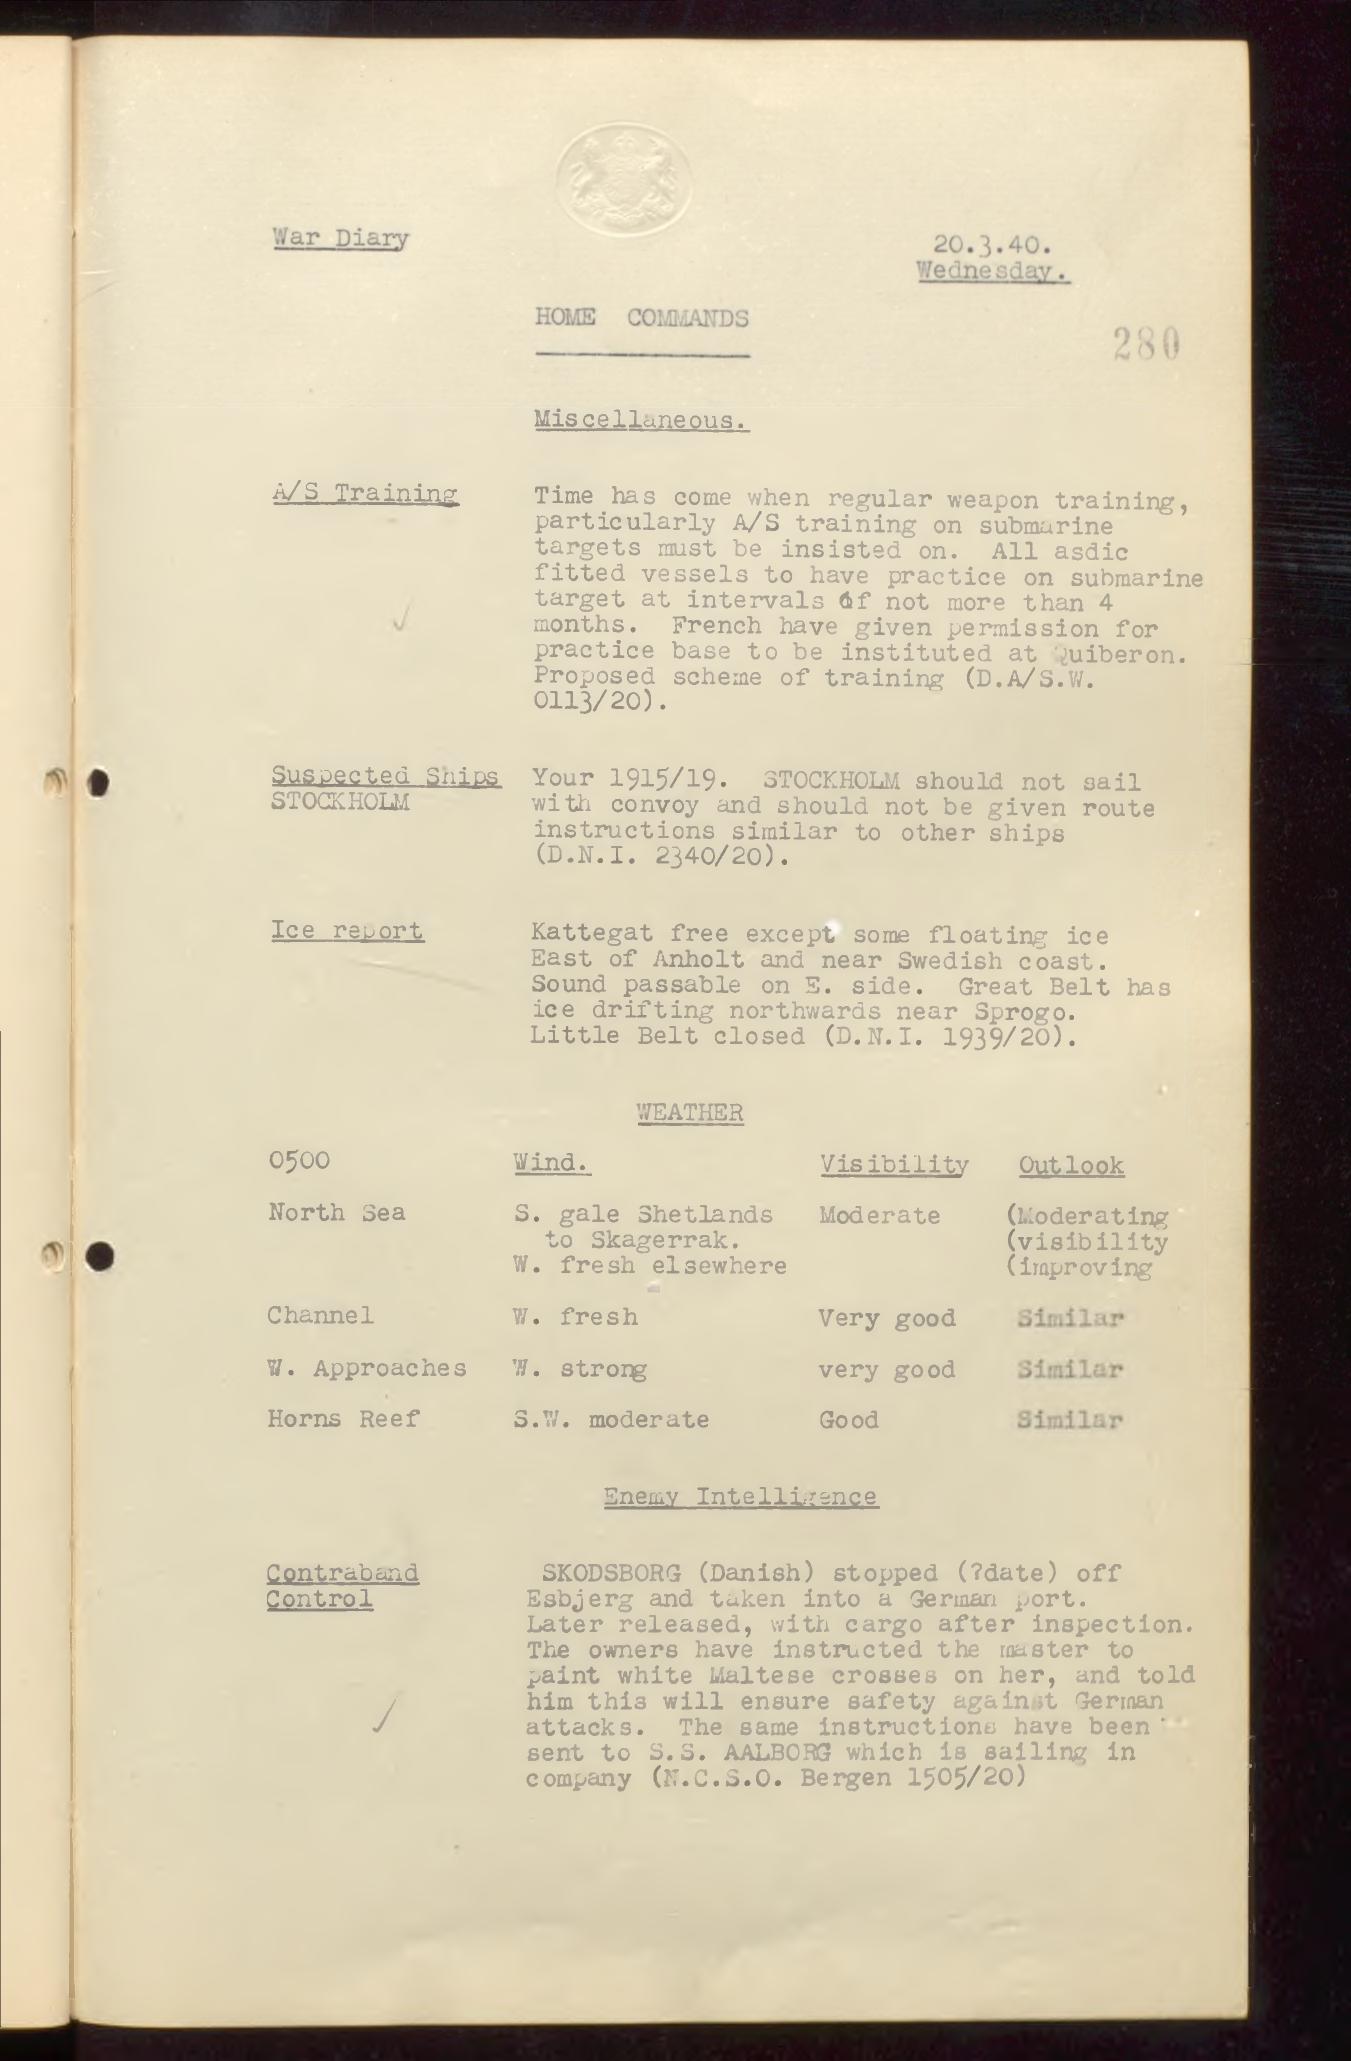 War Diary
20.3.40.
Wednesday.
HOME COMMANDS
280
Miscellaneous.
A/S Training
Time has come when regular weapon training,
particularly A/S training on submarine
targets must be insisted on. All asdic
fitted vessels to have practice on submarine
target at intervals of not more than 4
months. French have given permission for
practice base to be instituted at Quiberon.
Proposed scheme of training (D.A/S.W.
0113/20).
Suspected Ships
STOCKHOLM
Your 1915/19. STOCKHOLM should not sail
with convoy and should not be given route
instructions similar to other ships
(D.N.I. 2340/20).
Ice report
Kattegat free except some floating ice
East of Anholt and near Swedish coast.
Sound passable on E. side. Great Belt has
ice drifting northwards near Sprogo.
Little Belt closed (D.N.I. 1939/20).
WEATHER
0500 Wind. Visibility Outlook
North Sea S. gale Shetlands Moderate (Moderating
to Skagerrak. (visibility
W. fresh elsewhere (improving
Channel W. fresh Very good Similar
W. Approaches W. strong very good Similar
Horns Reef S.W. moderate Good Similar
Enemy Intelligence
Contraband
Control
SKODSBORG (Danish) stopped (?date) off
Esbjerg and taken into a German port.
Later released, with cargo after inspection.
The owners have instructed the master to
paint white Maltese crosses on her, and told
him this will ensure safety against German
attacks. The same instructions have been
sent to S.S. AALBORG which is sailing in
company (N.C.S.O. Bergen 1505/20)